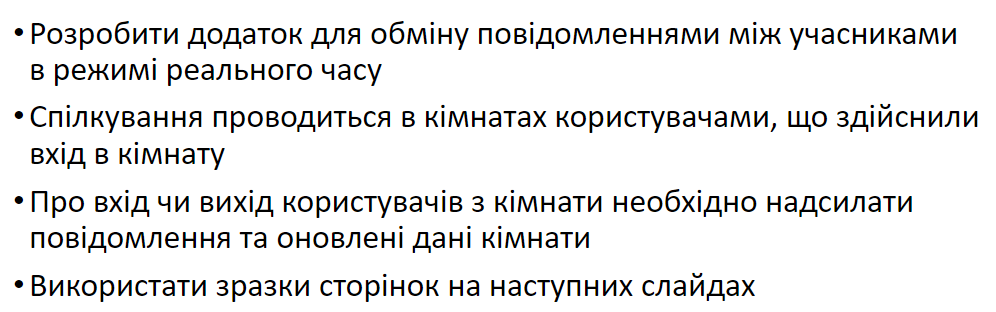 • Розробити додаток для обміну повідомленнями між учасниками
в режимі реального часу
• Спілкування проводиться в кімнатах користувачами, що здійснили
вхід в кімнату
• Про вхід чи вихід користувачів з кімнати необхідно надсилати
повідомлення та оновлені дані кімнати
• Використати зразки сторінок на наступних слайдах